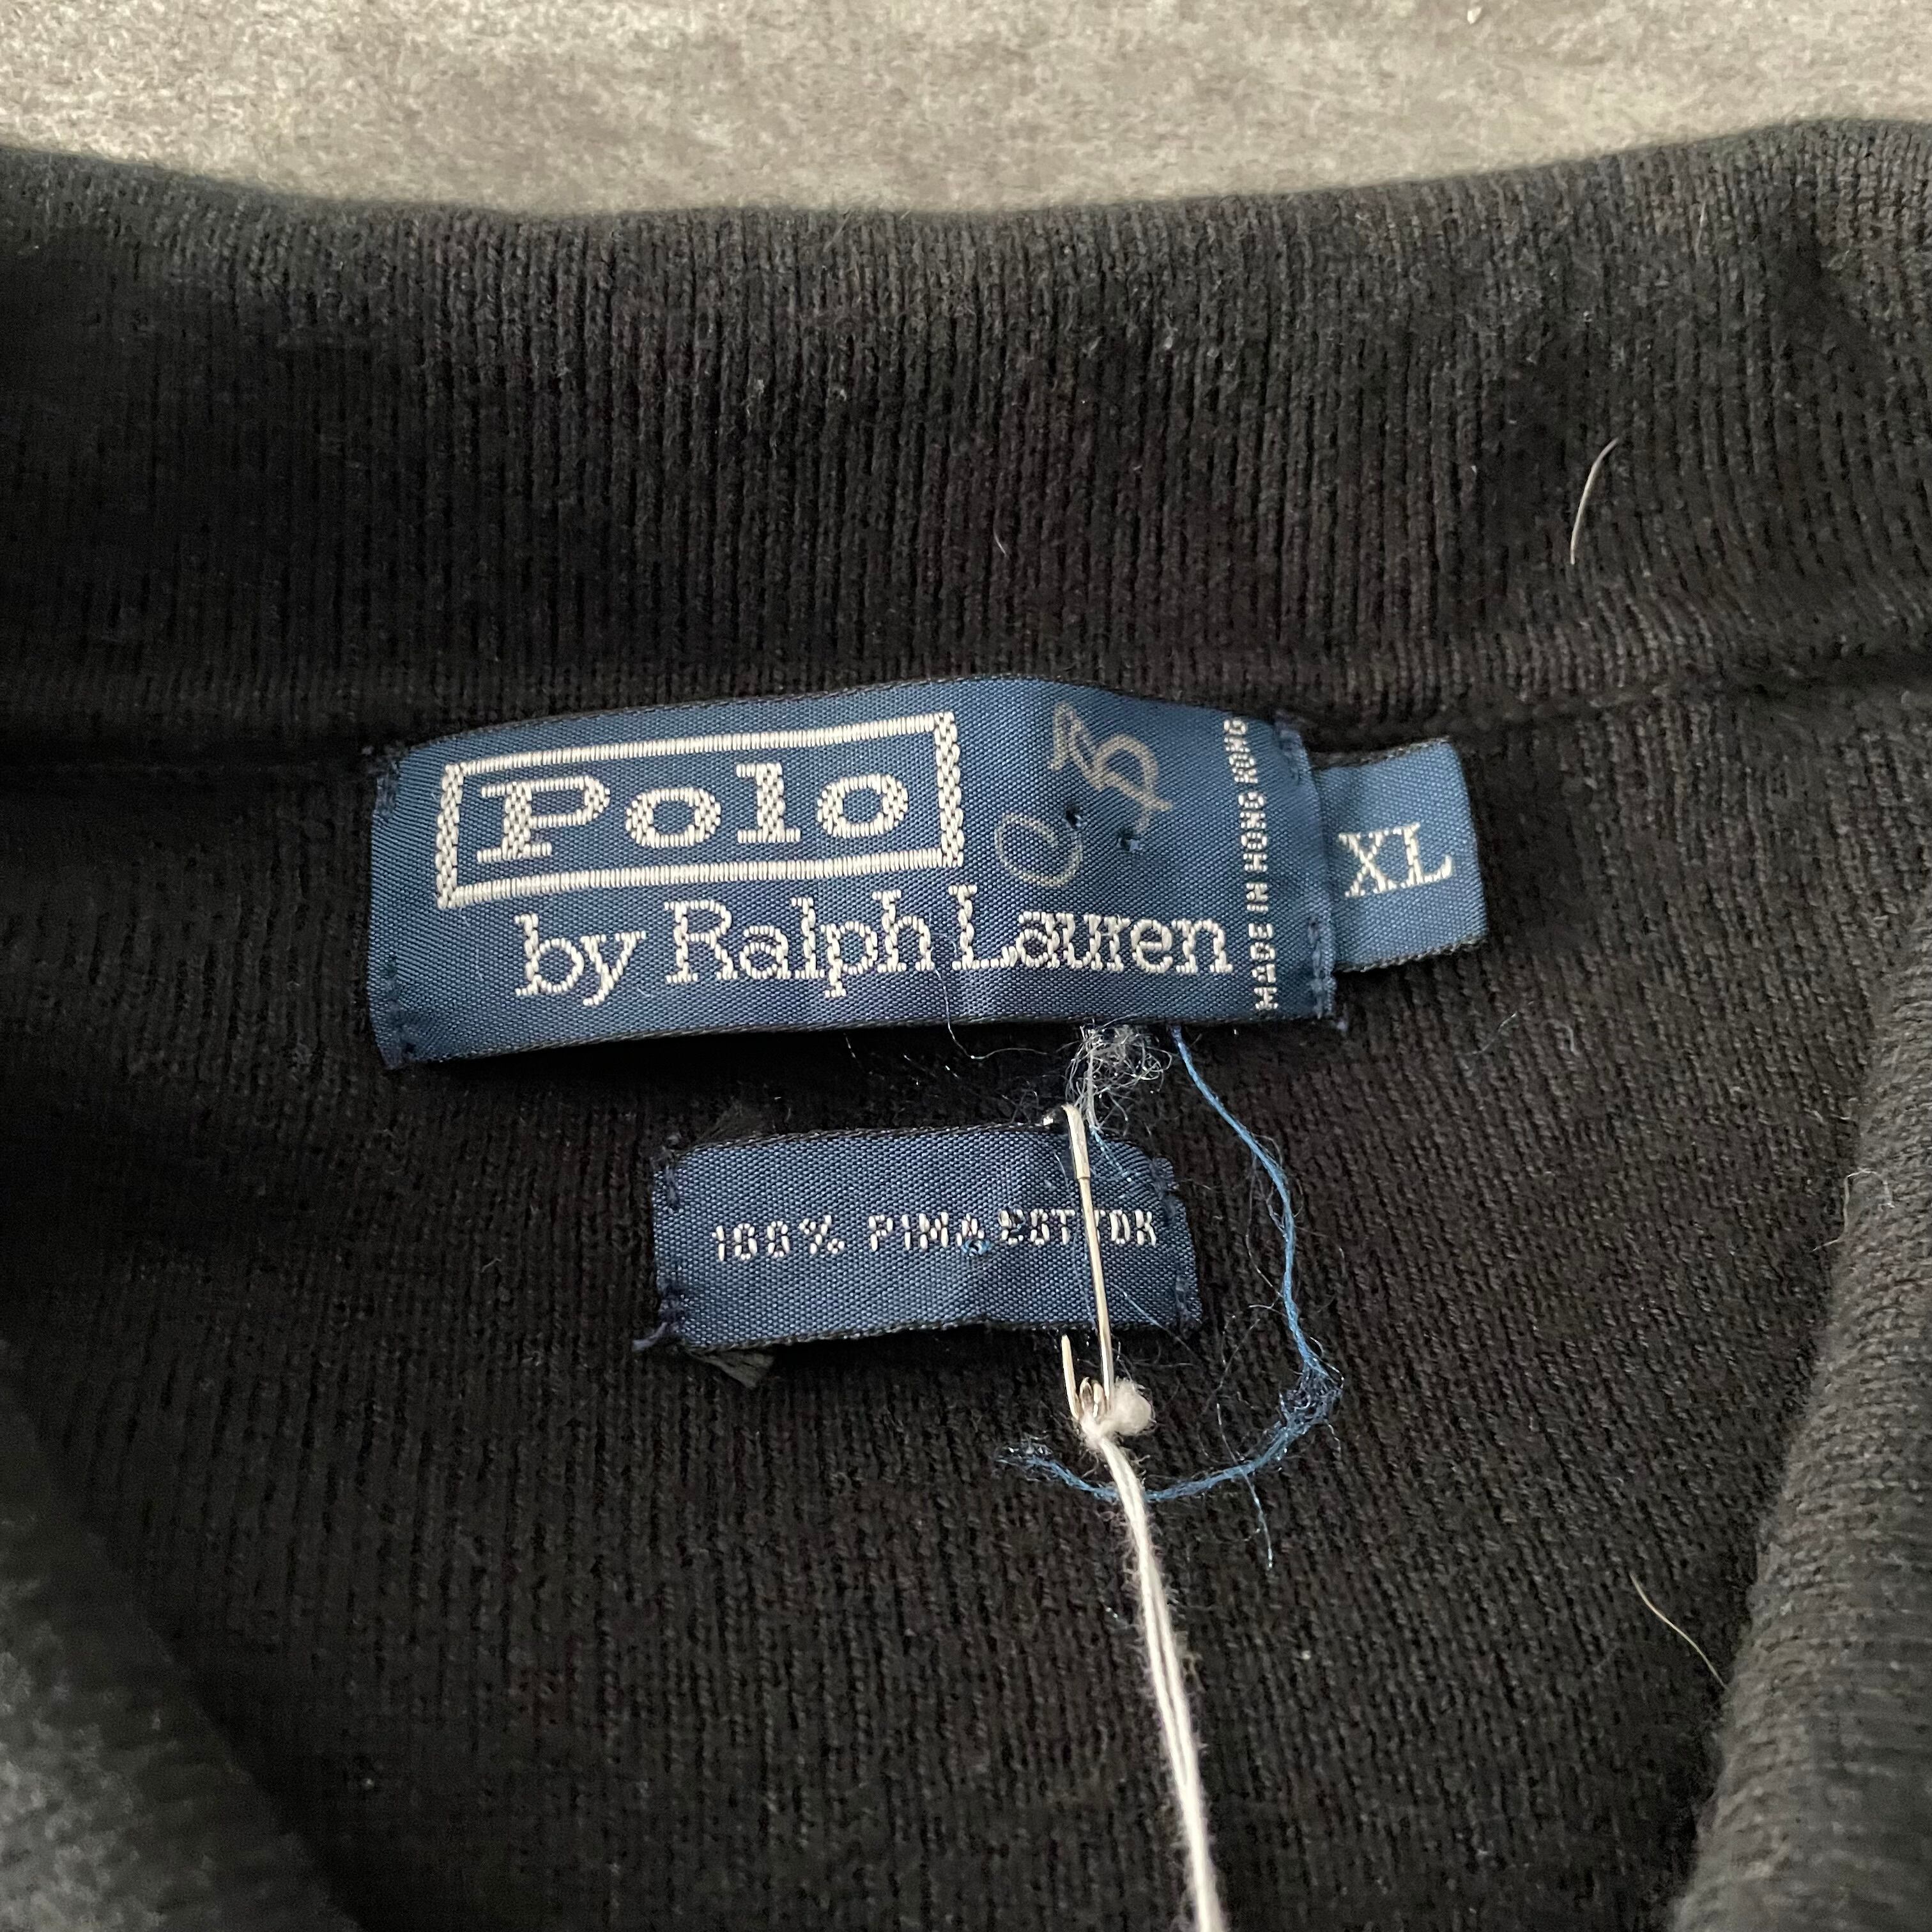 Polo
by Ralph Lauren
MADE IN HONG KONG
XL
100% PIMA COTTON